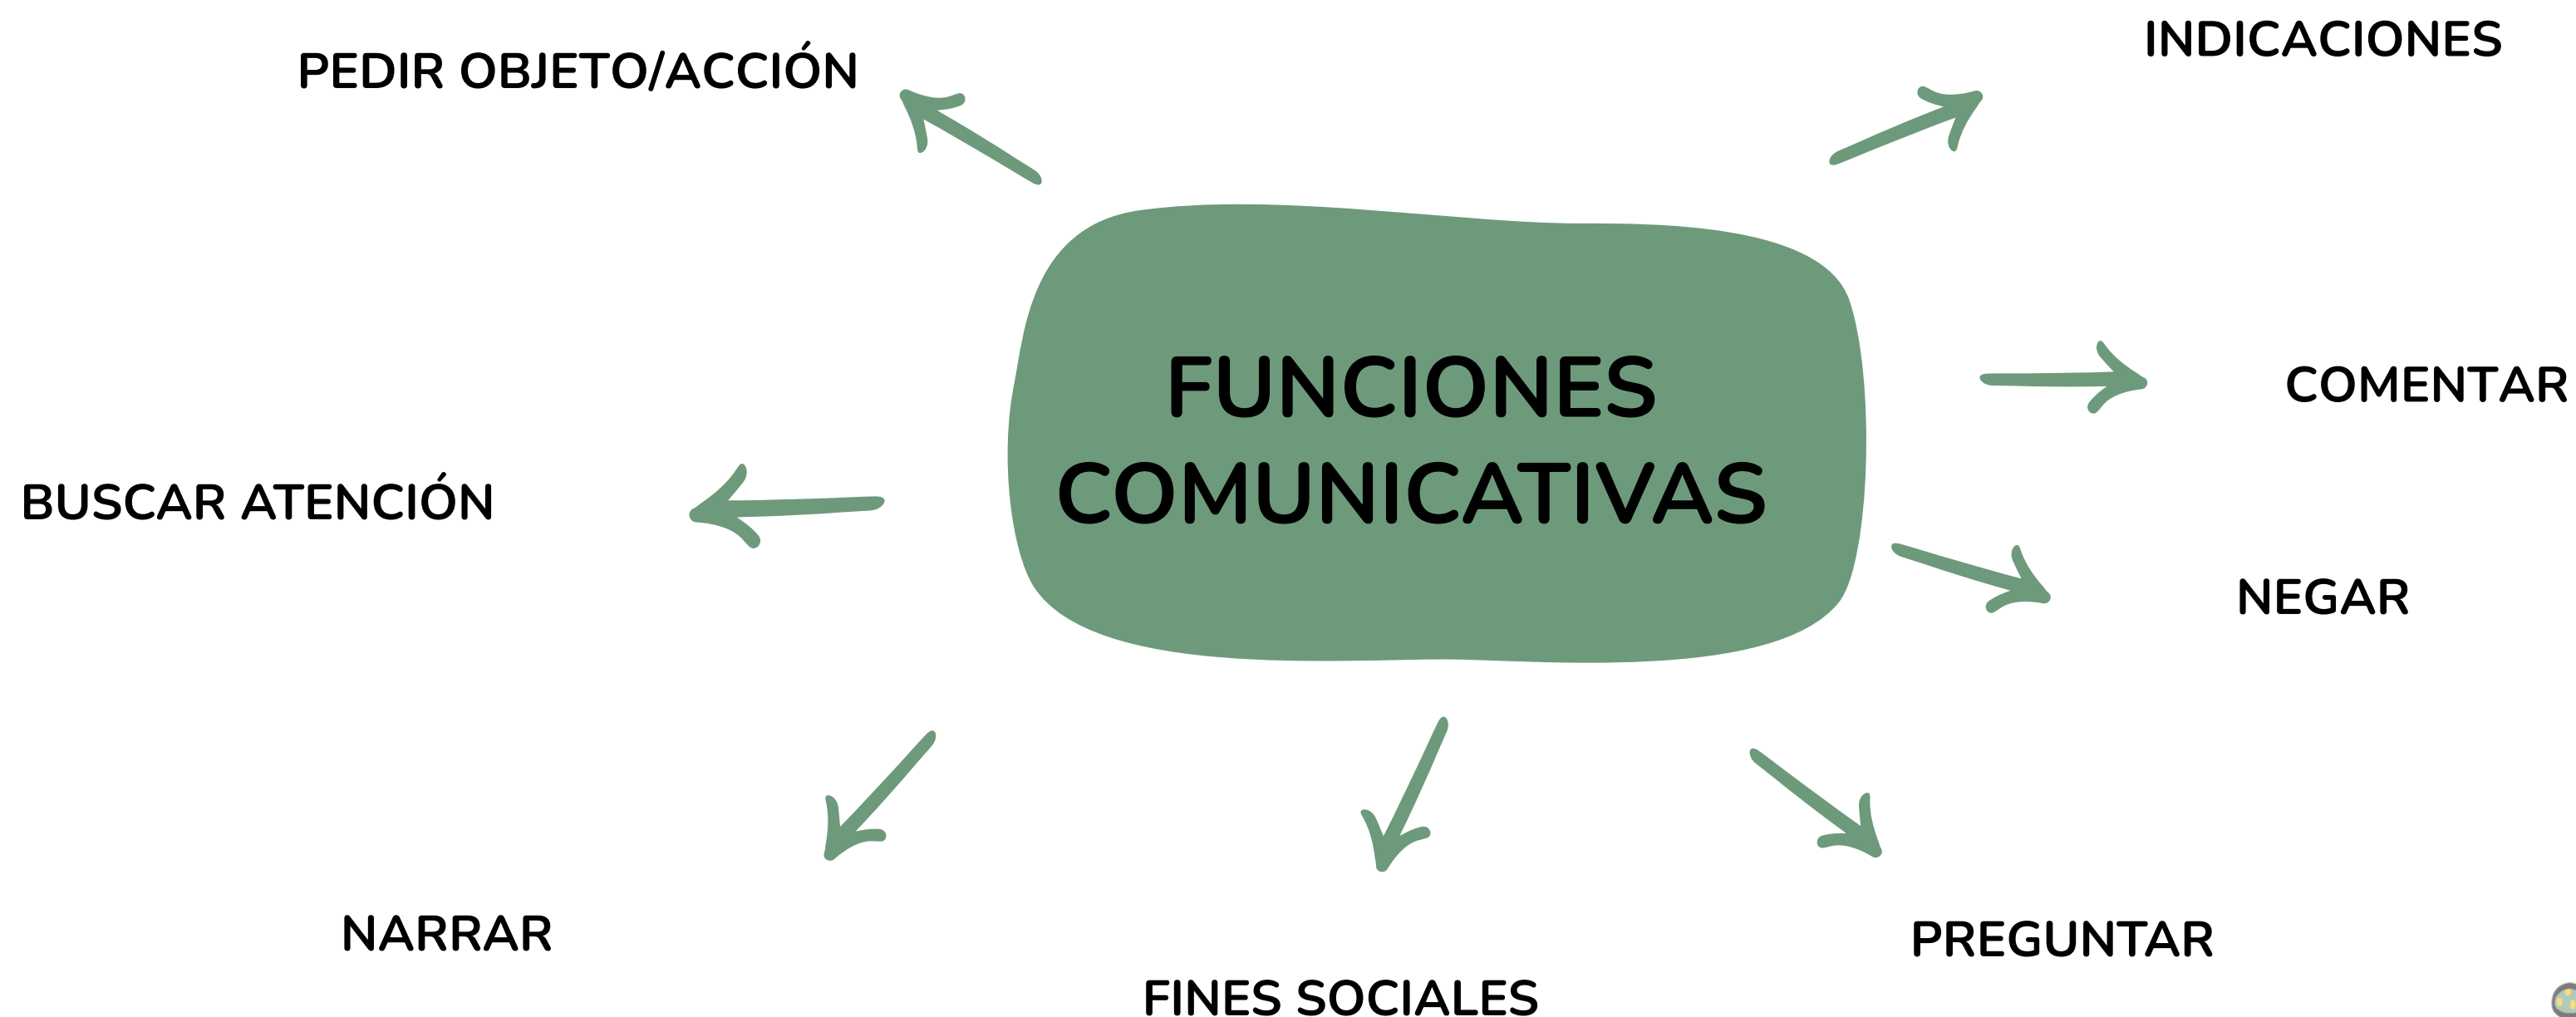 INDICACIONES
PEDIR OBJETO/ACCIÓN
FUNCIONES
COMUNICATIVAS
COMENTAR
BUSCAR ATENCIÓN
NEGAR
NARRAR
PREGUNTAR
FINES SOCIALES